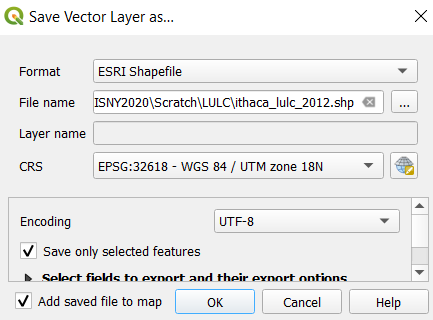 Save Vector Layer as...
Format ESRI Shapefile
File name ISNY2020\Scratch\LULC\ithaca_lulc_2012.shp ...
Layer name
CRS EPSG:32618 - WGS 84 / UTM zone 18N
Encoding UTF-8
Save only selected features
Select fields to export and their export options
Add saved file to map OK Cancel Help